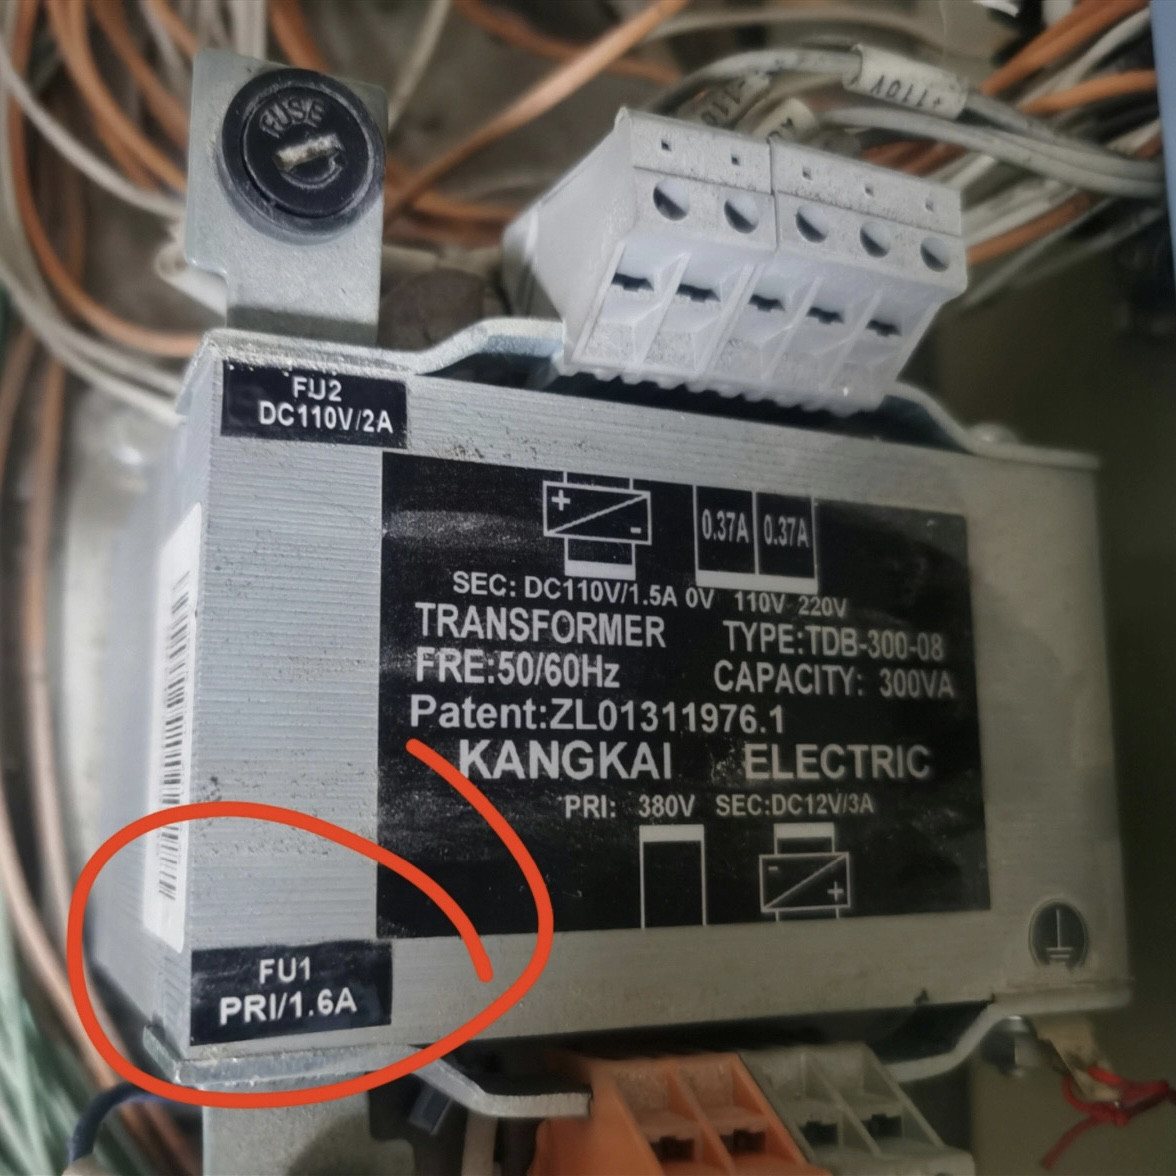 +110V
FUSE
FU2
DC110V/2A
+
-
0.37A 0.37A
SEC: DC110V/1.5A 0V 110V 220V
TRANSFORMER TYPE:TDB-300-08
FRE:50/60Hz CAPACITY: 300VA
Patent:ZL01311976.1
KANGKAI ELECTRIC
PRI: 380V SEC:DC12V/3A
-
+
FU1
PRI/1.6A